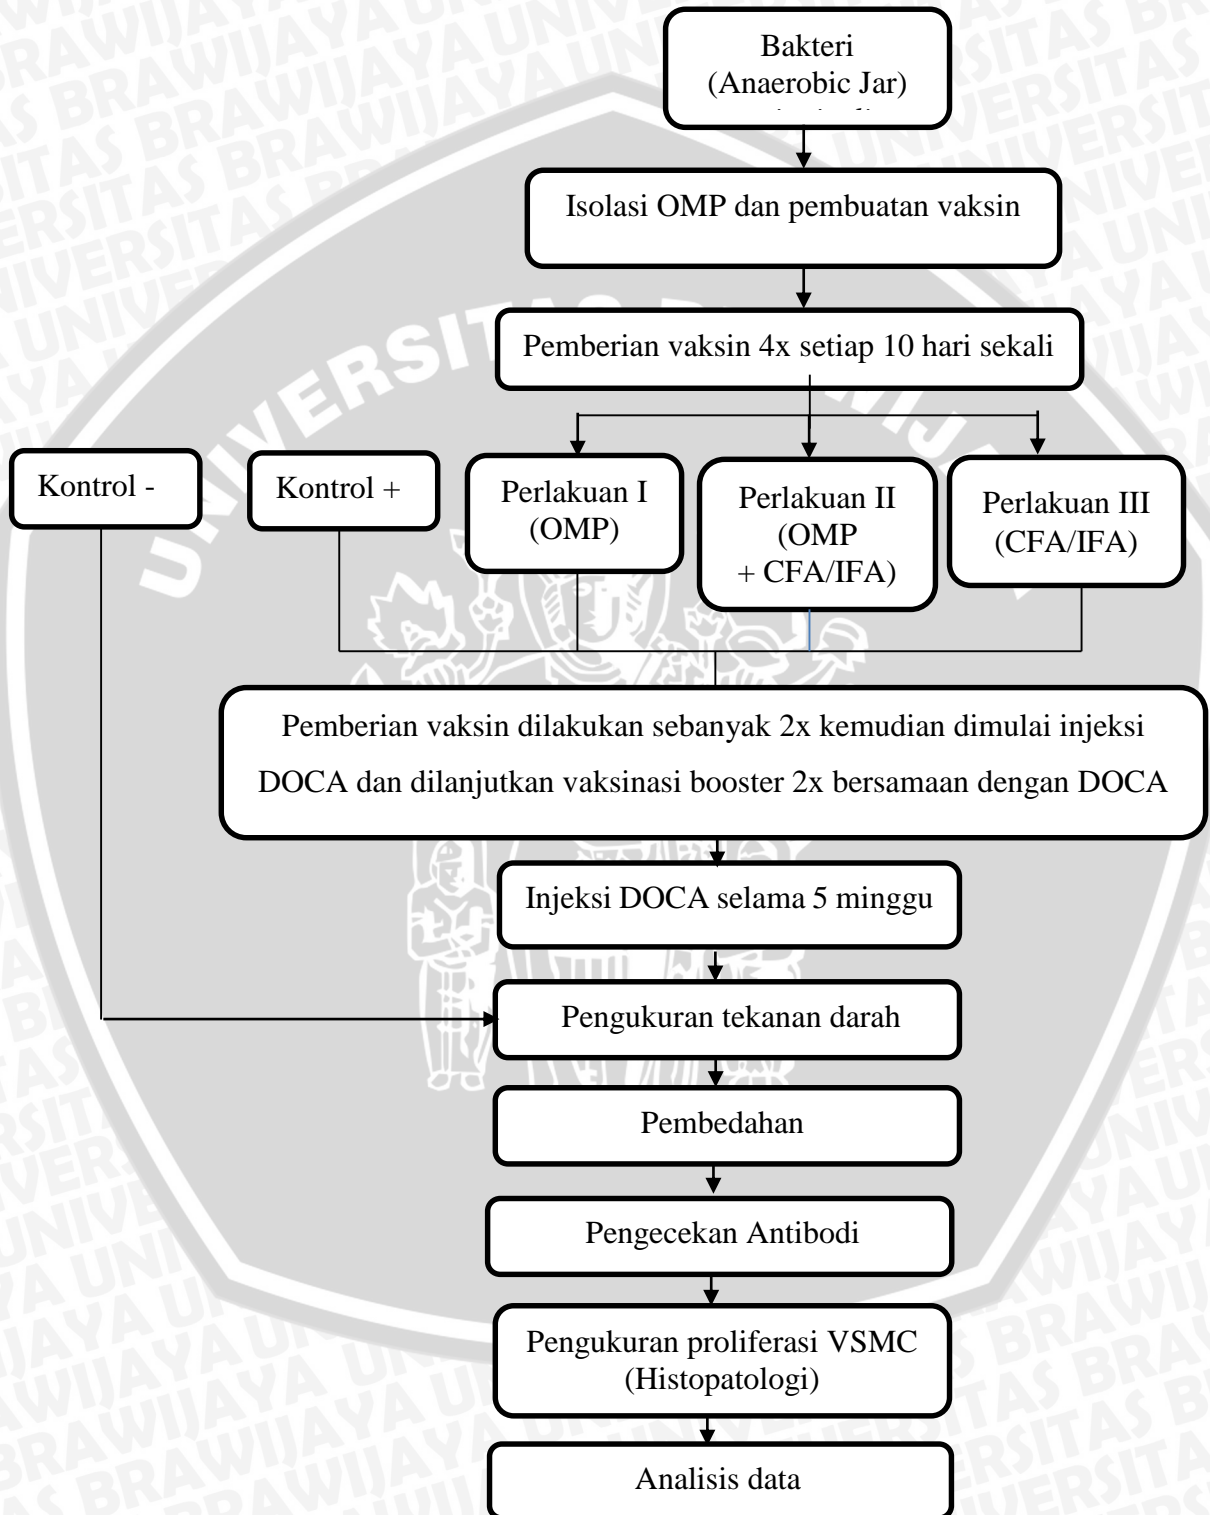 Bakteri
(Anaerobic Jar)
Isolasi OMP dan pembuatan vaksin
Pemberian vaksin 4x setiap 10 hari sekali
Kontrol -
Kontrol +
Perlakuan I
(OMP)
Perlakuan II
(OMP
+ CFA/IFA)
Perlakuan III
(CFA/IFA)
Pemberian vaksin dilakukan sebanyak 2x kemudian dimulai injeksi
DOCA dan dilanjutkan vaksinasi booster 2x bersamaan dengan DOCA
Injeksi DOCA selama 5 minggu
Pengukuran tekanan darah
Pembedahan
Pengecekan Antibodi
Pengukuran proliferasi VSMC
(Histopatologi)
Analisis data
UNIVERSITAS BRAWIJAYA